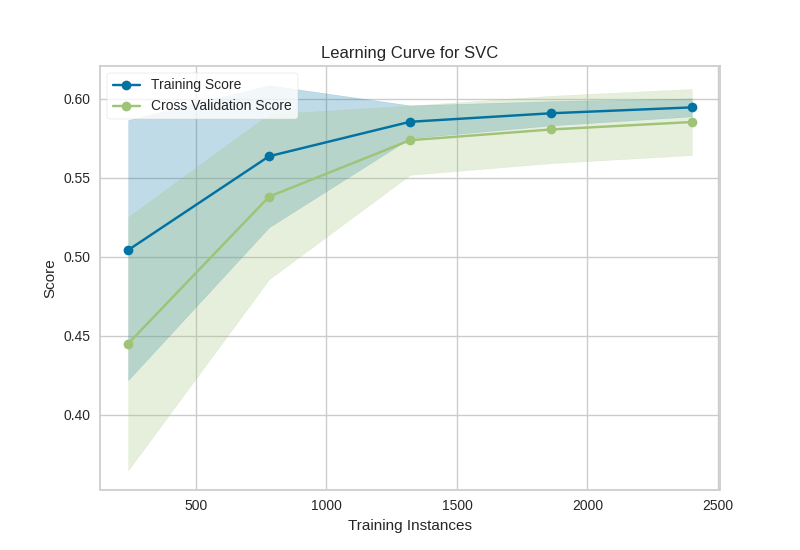 Learning Curve for SVC
Training Score
Cross Validation Score
0.60
0.55
0.50
0.45
0.40
Score
500 1000 1500 2000 2500
Training Instances